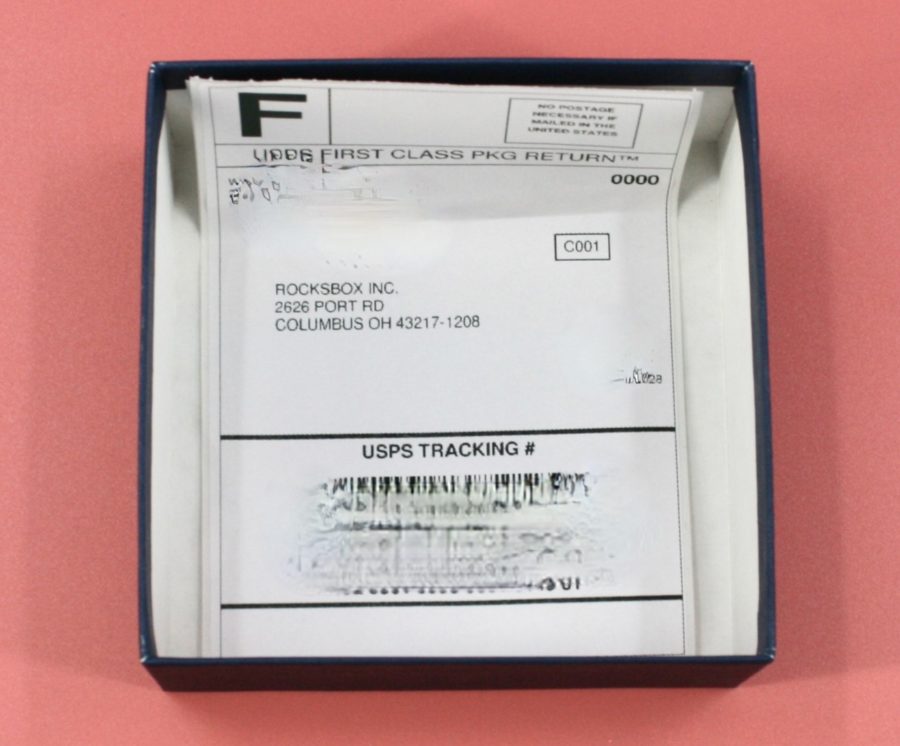 F
NO POSTAGE
NECESSARY IF
MAILED IN THE
UNITED STATES
FIRST CLASS PKG RETURN™
0000
C001
ROCKSBOX INC.
2626 PORT RD
COLUMBUS OH 43217-1208
USPS TRACKING #